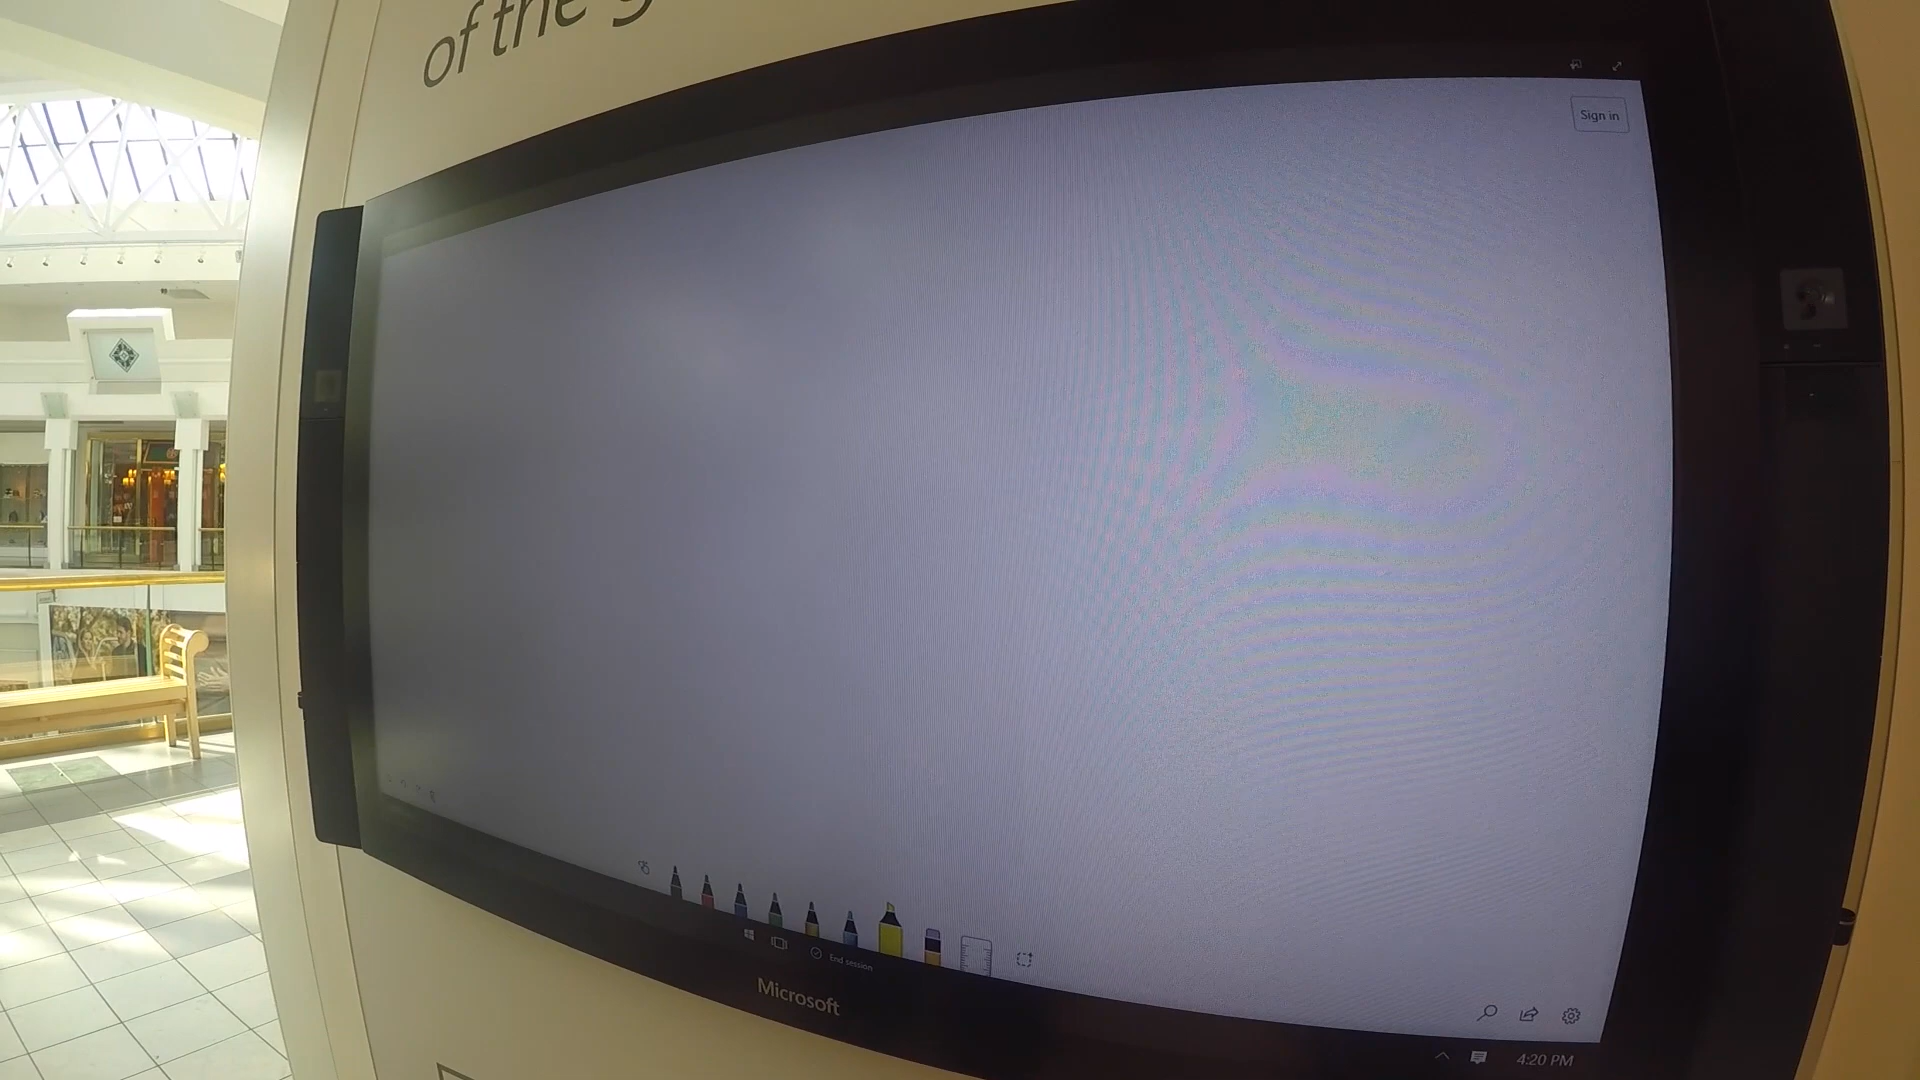 of the
Sign in
End session
Microsoft
4:20 PM